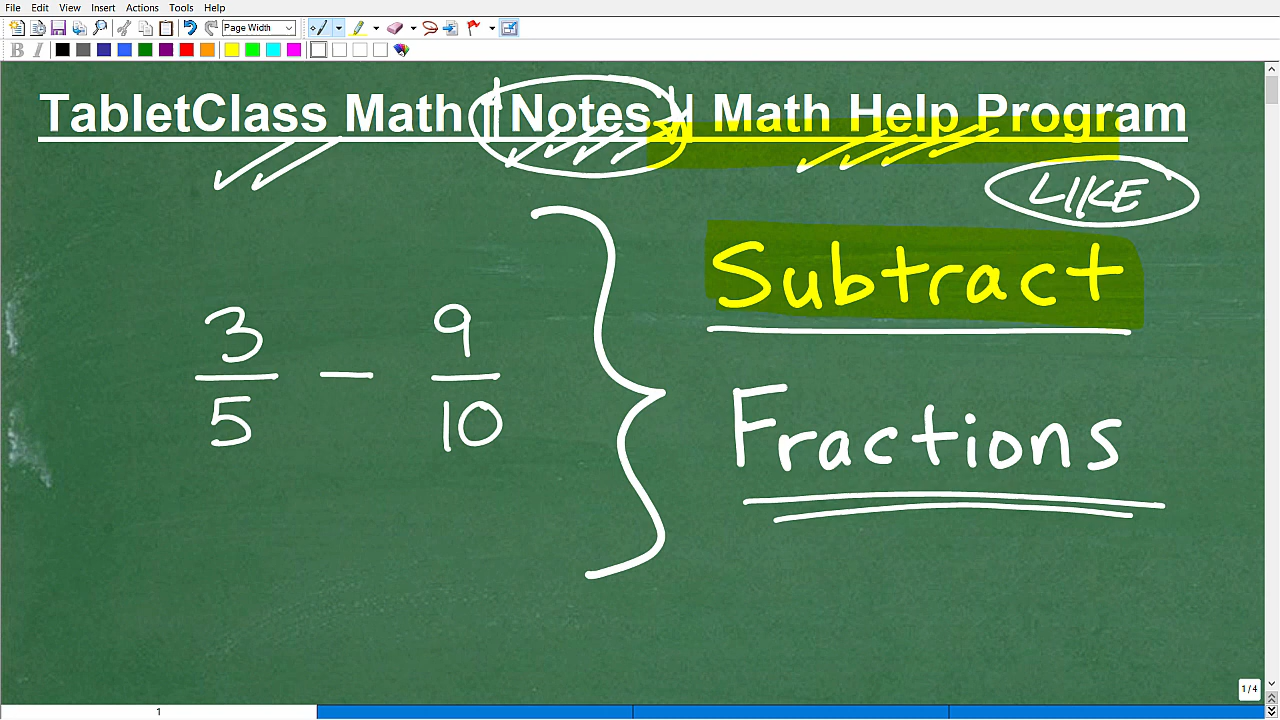 File Edit View Insert Actions Tools Help
Page Width
B I
TabletClass Math || Notes || Math Help Program
LIKE
Subtract
3/5 − 9/10
Fractions
1 / 4
1